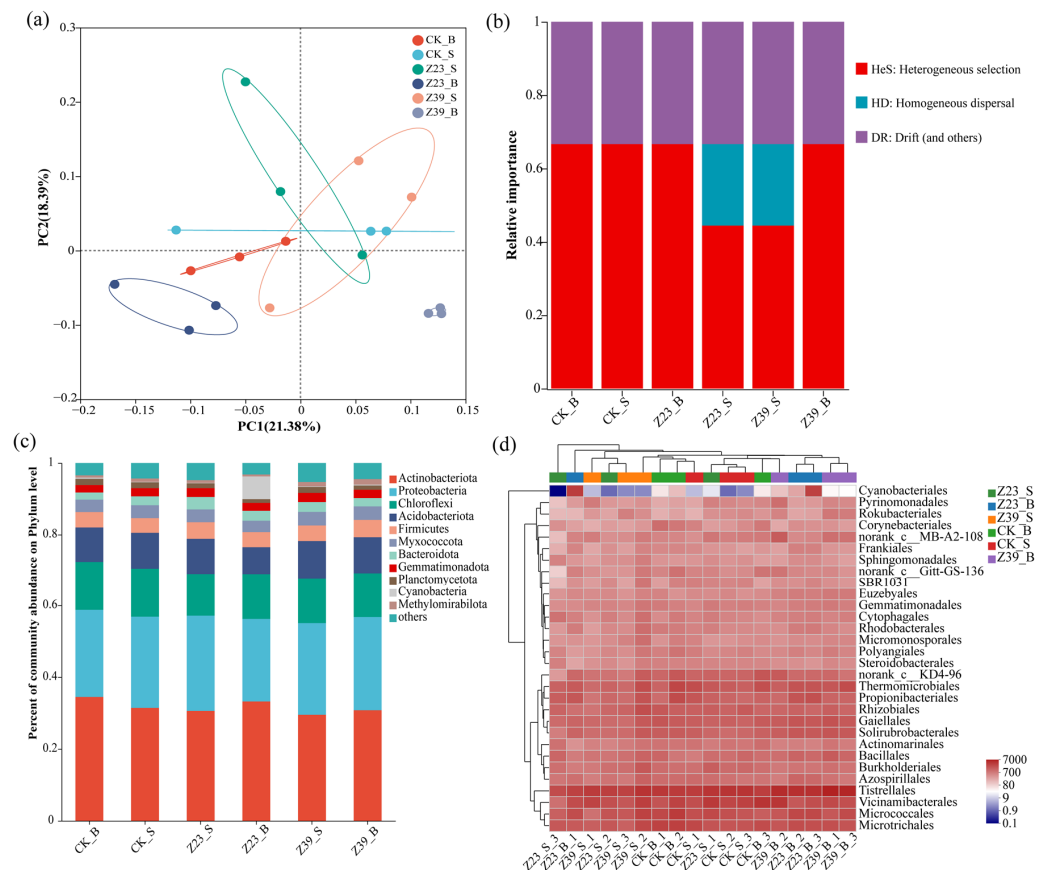 (a)
0.3
0.2
0.1
0
−0.1
−0.2
PC2(18.39%)
−0.2
−0.15
−0.1
−0.05
0
0.05
0.1
0.15
PC1(21.38%)
CK_B
CK_S
Z23_S
Z23_B
Z39_S
Z39_B
(b)
1
0.8
0.6
0.4
0.2
0
Relative importance
CK_B
CK_S
Z23_B
Z23_S
Z39_S
Z39_B
HeS: Heterogeneous selection
HD: Homogeneous dispersal
DR: Drift (and others)
(c)
1
0.8
0.6
0.4
0.2
0
Percent of community abundance on Phylum level
CK_B
CK_S
Z23_S
Z23_B
Z39_S
Z39_B
Actinobacteriota
Proteobacteria
Chloroflexi
Acidobacteriota
Firmicutes
Myxococcota
Bacteroidota
Gemmatimonadota
Planctomycetota
Cyanobacteria
Methylomirabilota
others
(d)
Cyanobacteriales
Pyrinomonadales
Rokubacteriales
Corynebacteriales
norank_c__MB-A2-108
Frankiales
Sphingomonadales
norank_c__Gitt-GS-136
SBR1031
Euzebyales
Gemmatimonadales
Cytophagales
Rhodobacterales
Micromonosporales
Polyangiales
Steroidobacterales
norank_c__KD4-96
Thermomicrobiales
Propionibacteriales
Rhizobiales
Gaiellales
Solirubrobacterales
Actinomarinales
Bacillales
Burkholderiales
Azospirillales
Tistrellales
Vicinamibacterales
Micrococcales
Microtrichales
Z23_S_3
Z23_B_1
Z39_S_1
Z23_S_2
Z39_S_3
Z39_S_2
CK_B_1
CK_B_2
CK_S_1
Z23_S_1
CK_S_2
CK_S_3
CK_B_3
Z39_B_2
Z23_B_2
Z23_B_3
Z39_B_1
Z39_B_3
Z23_S
Z23_B
Z39_S
CK_B
CK_S
Z39_B
7000
700
80
9
0.9
0.1